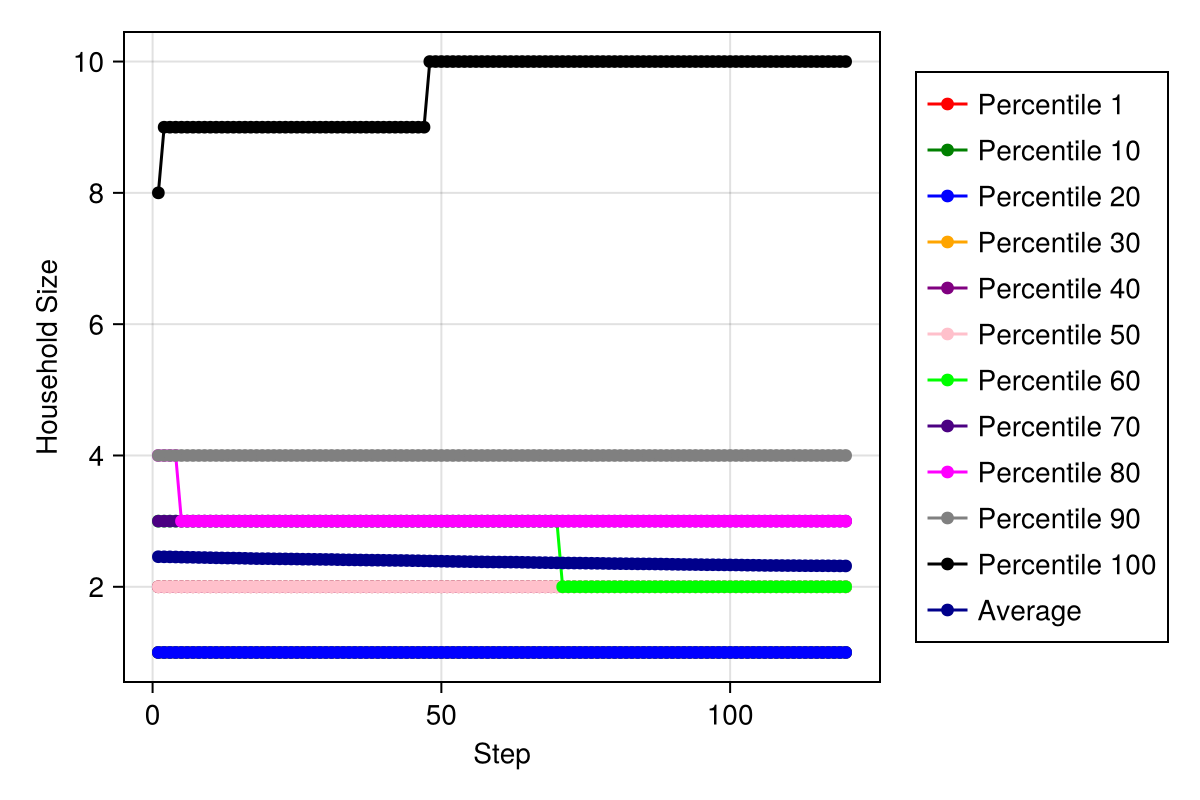 10
8
6
4
2
Household Size
0
50
100
Step
Percentile 1
Percentile 10
Percentile 20
Percentile 30
Percentile 40
Percentile 50
Percentile 60
Percentile 70
Percentile 80
Percentile 90
Percentile 100
Average